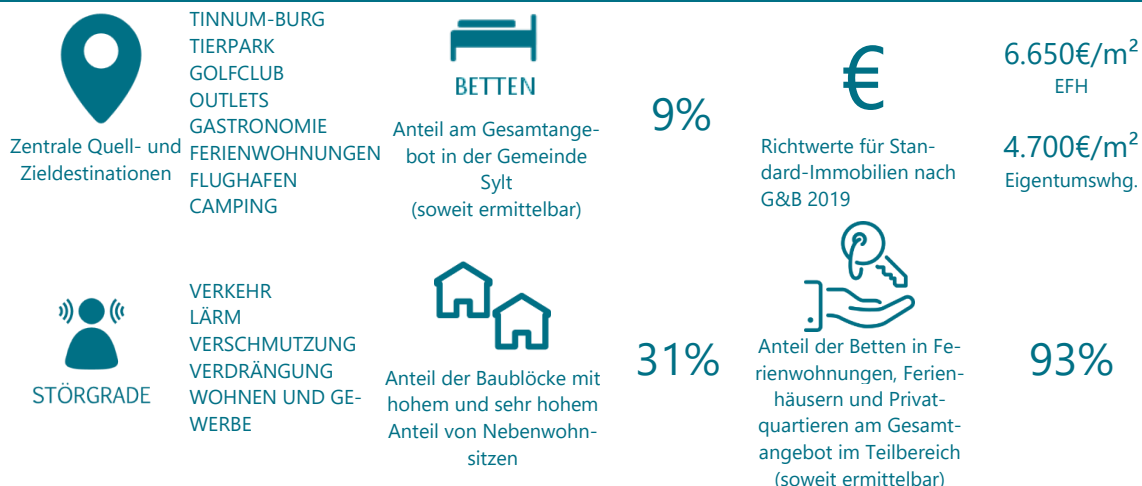 Zentrale Quell- und
Zieldestinationen
TINNUM-BURG
TIERPARK
GOLFCLUB
OUTLETS
GASTRONOMIE
FERIENWOHNUNGEN
FLUGHAFEN
CAMPING
BETTEN
Anteil am Gesamtange-
bot in der Gemeinde
Sylt
(soweit ermittelbar)
9%
€
Richtwerte für Stan-
dard-Immobilien nach
G&B 2019
6.650€/m²
EFH
4.700€/m²
Eigentumswhg.
STÖRGRADE
VERKEHR
LÄRM
VERSCHMUTZUNG
VERDRÄNGUNG
WOHNEN UND GE-
WERBE
Anteil der Baublöcke mit
hohem und sehr hohem
Anteil von Nebenwohn-
sitzen
31%
Anteil der Betten in Fe-
rienwohnungen, Ferien-
häusern und Privat-
quartieren am Gesamt-
angebot im Teilbereich
(soweit ermittelbar)
93%